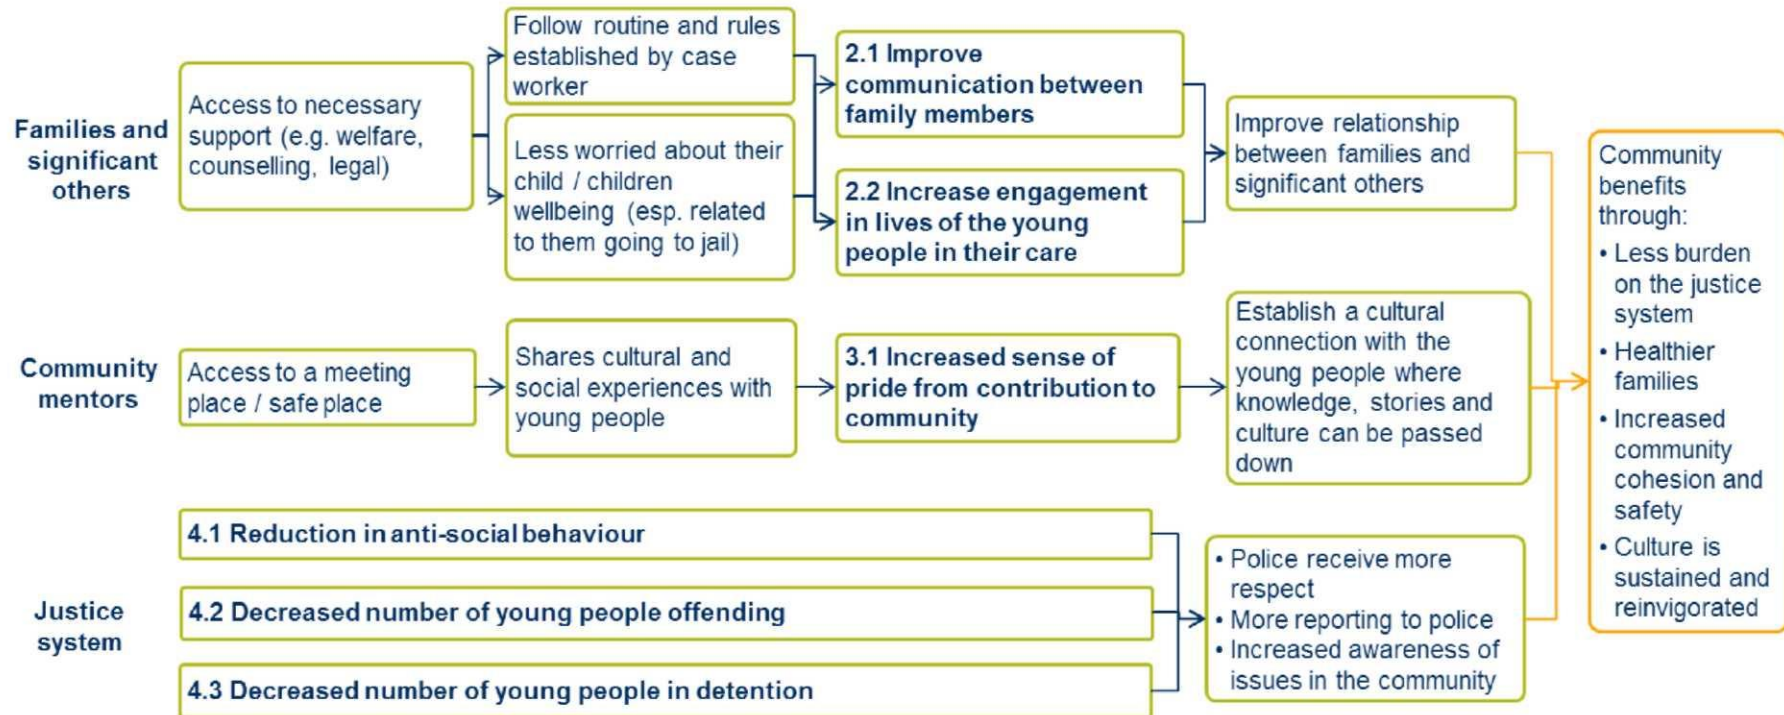 Families and
significant
others
Access to necessary
support (e.g. welfare,
counselling, legal)
Follow routine and rules
established by case
worker
Less worried about their
child / children
wellbeing (esp. related
to them going to jail)
2.1 Improve
communication between
family members
2.2 Increase engagement
in lives of the young
people in their care
Improve relationship
between families and
significant others
Community
mentors
Access to a meeting
place / safe place
Shares cultural and
social experiences with
young people
3.1 Increased sense of
pride from contribution to
community
Establish a cultural
connection with the
young people where
knowledge, stories and
culture can be passed
down
Justice
system
4.1 Reduction in anti-social behaviour
4.2 Decreased number of young people offending
4.3 Decreased number of young people in detention
• Police receive more
respect
• More reporting to police
• Increased awareness of
issues in the community
Community
benefits
through:
• Less burden
on the justice
system
• Healthier
families
• Increased
community
cohesion and
safety
• Culture is
sustained and
reinvigorated